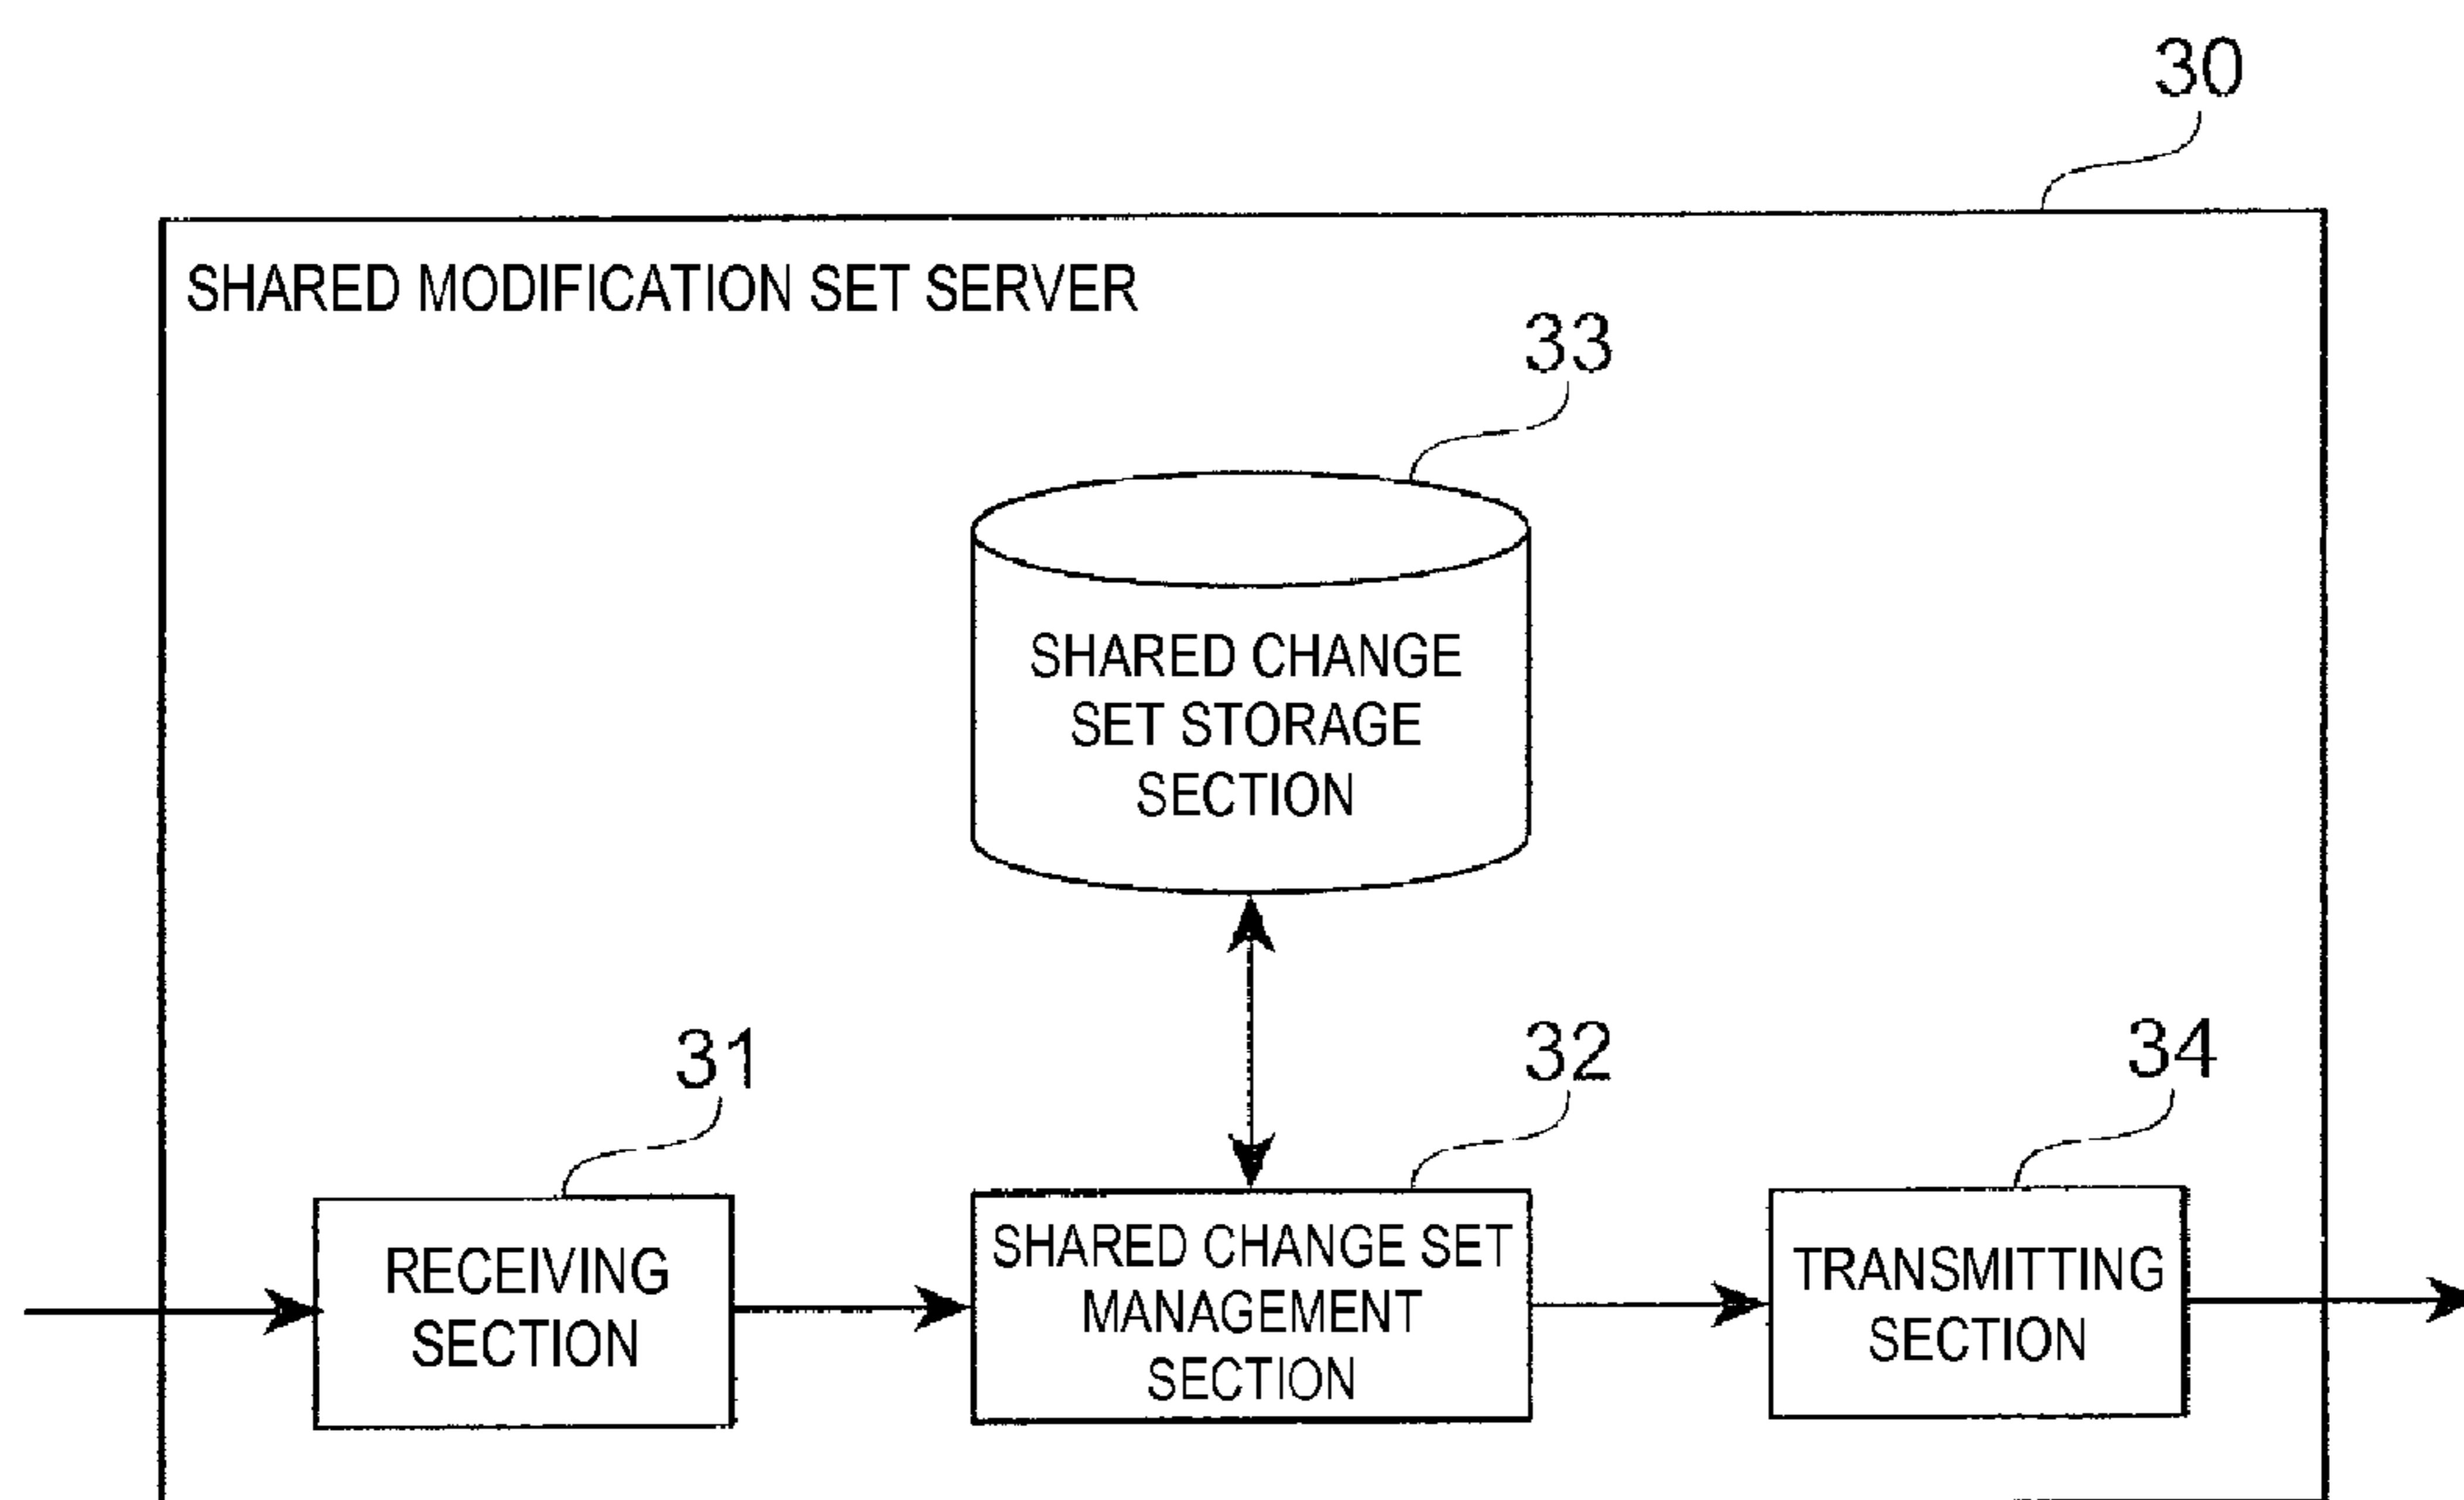 30
SHARED MODIFICATION SET SERVER
33
SHARED CHANGE
SET STORAGE
SECTION
31
32
34
RECEIVING
SECTION
SHARED CHANGE SET
MANAGEMENT
SECTION
TRANSMITTING
SECTION